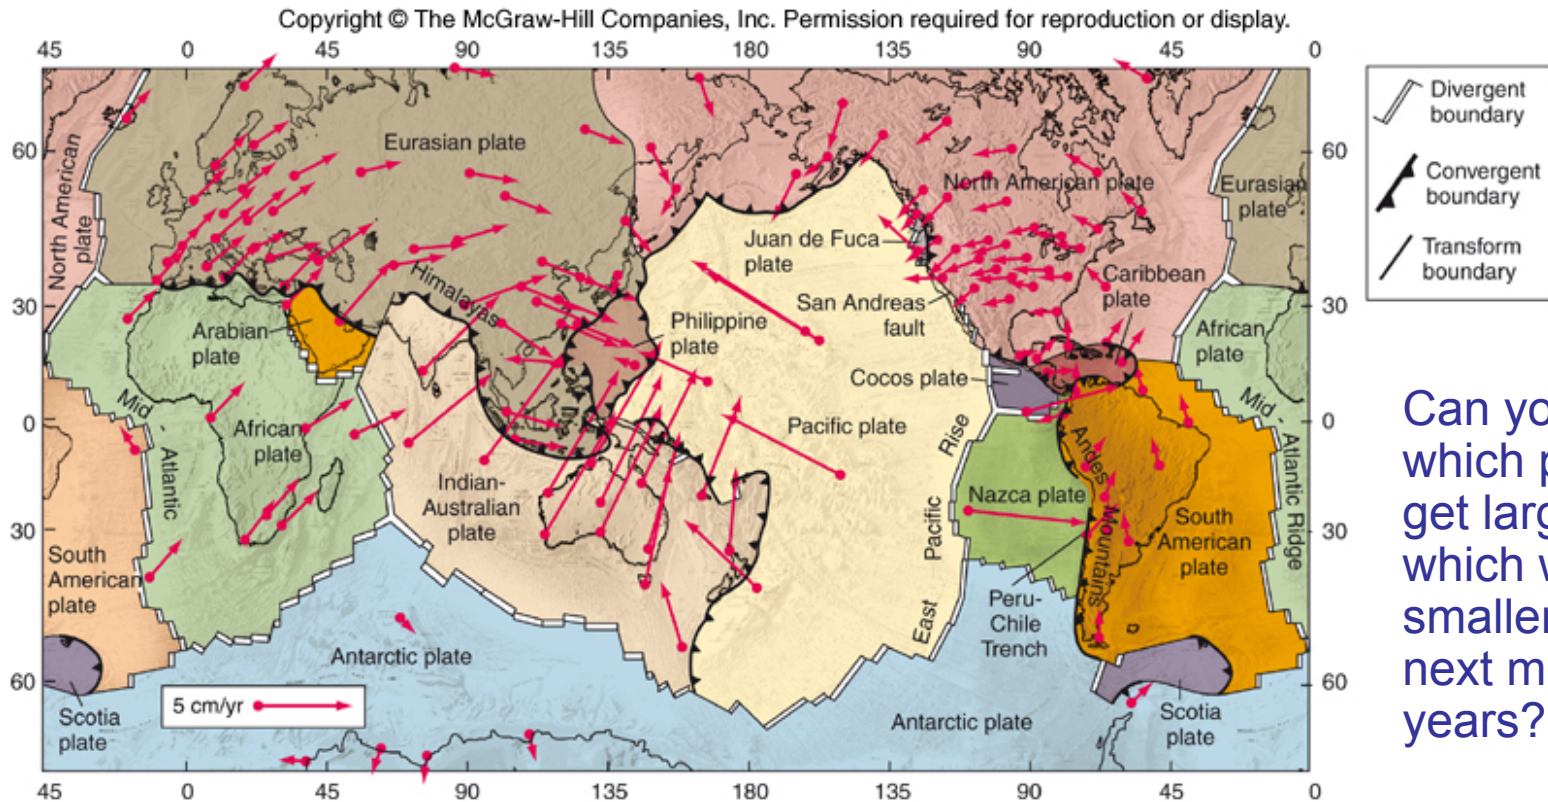 Copyright © The McGraw-Hill Companies, Inc. Permission required for reproduction or display.
45 0 45 90 135 180 135 90 45 0
60
30
0
30
60
North American
plate
Eurasian plate
North American plate
Eurasian
plate
Juan de Fuca
plate
Himalayas
Caribbean
plate
San Andreas
fault
Arabian
plate
Philippine
plate
African
plate
Cocos plate
Mid
Atlantic
African
plate
Pacific plate
East Pacific Rise
Mid-
Atlantic Ridge
Andes
Mountains
Indian-
Australian
plate
Nazca plate
South
American
plate
South
American
plate
Peru-
Chile
Trench
Antarctic plate
Antarctic plate
5 cm/yr
Scotia
plate
Scotia
plate
60
30
0
30
60
45 0 45 90 135 180 135 90 45 0
Divergent
boundary
Convergent
boundary
Transform
boundary
Can
which
get
which
smaller
next
years?